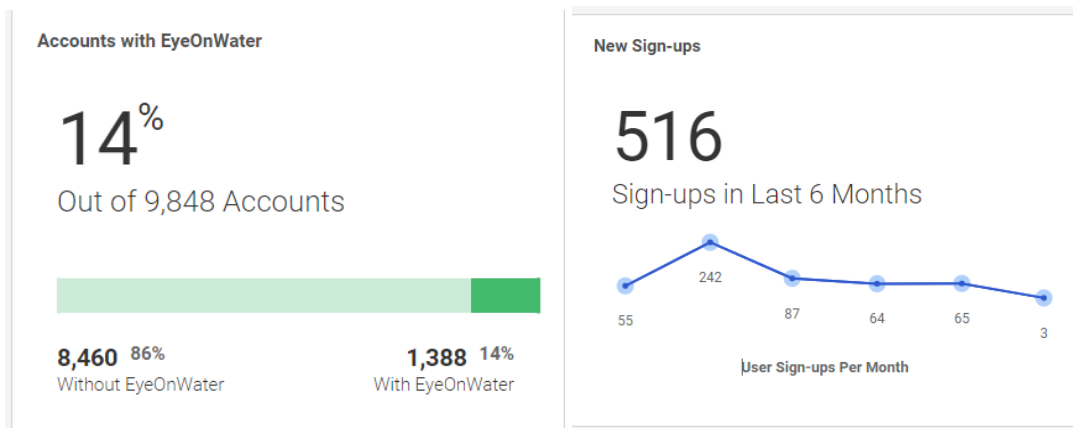 Accounts with EyeOnWater
14%
Out of 9,848 Accounts
8,460 86%
Without EyeOnWater
1,388 14%
With EyeOnWater
New Sign-ups
516
Sign-ups in Last 6 Months
55
242
87
64
65
3
User Sign-ups Per Month